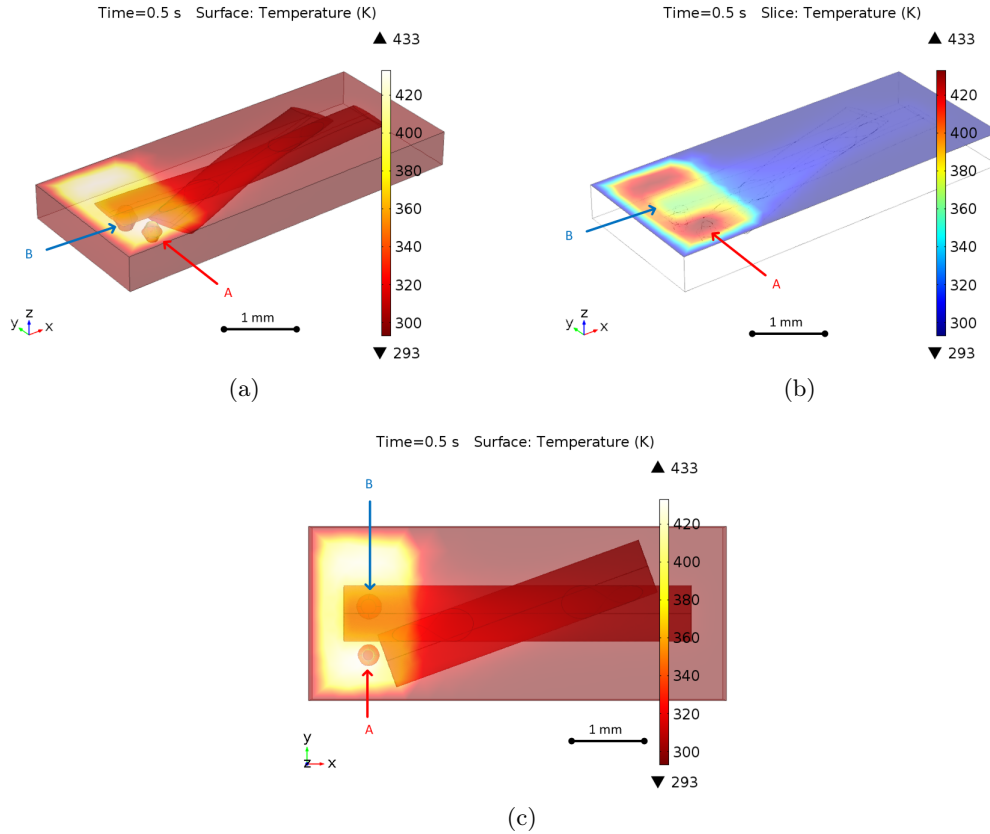 Time=0.5 s Surface: Temperature (K)
▲ 433
420
400
380
360
340
320
300
▼ 293
B
A
1 mm
y z x
(a)
Time=0.5 s Slice: Temperature (K)
▲ 433
420
400
380
360
340
320
300
▼ 293
B
A
1 mm
y z x
(b)
Time=0.5 s Surface: Temperature (K)
▲ 433
B
420
400
380
360
340
320
300
▼ 293
A
1 mm
y
z x
(c)